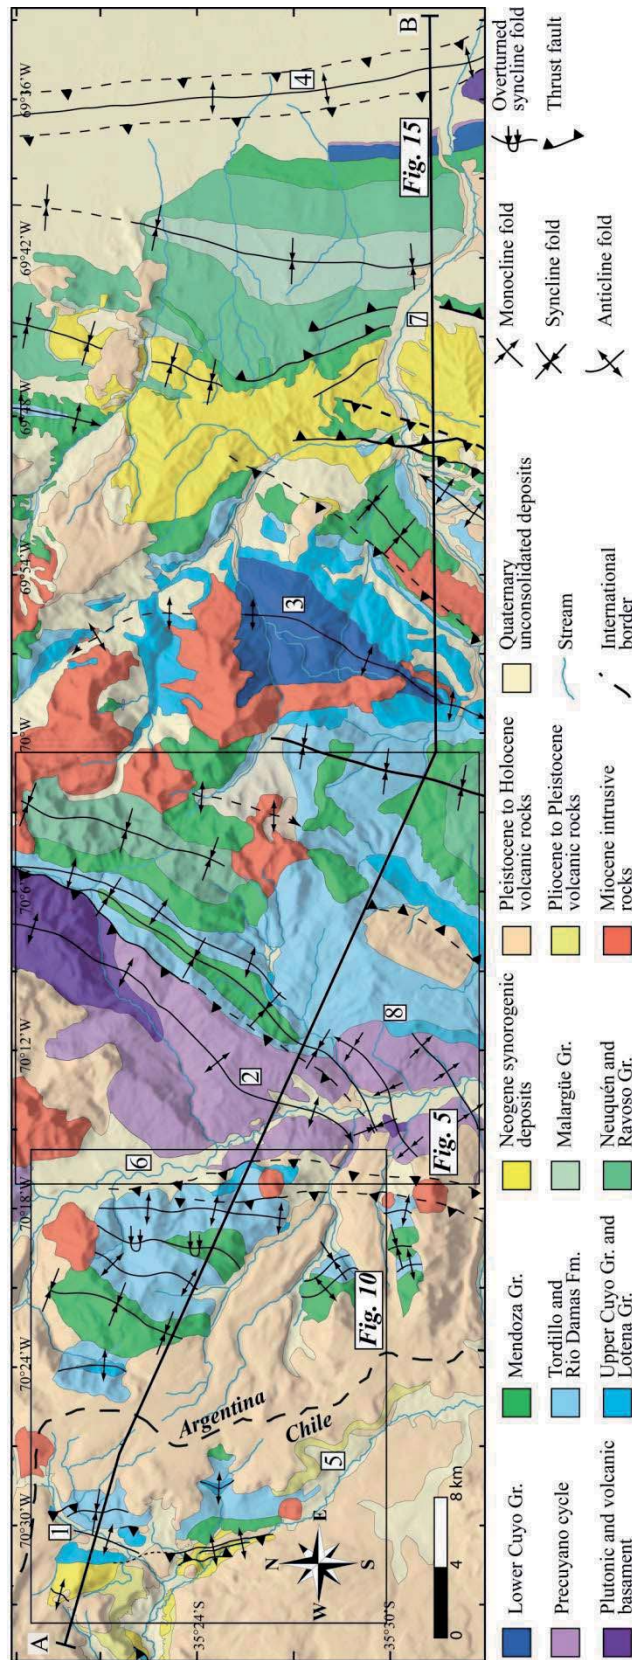 A
B
70°30'W
70°24'W
70°18'W
70°12'W
70°6'W
70°W
69°54'W
69°48'W
69°42'W
69°36'W
35°24'S
35°30'S
1
2
3
4
5
6
7
8
Argentina
Chile
Fig. 10
Fig. 5
Fig. 15
N
E
S
W
0 4 8 km
Lower Cuyo Gr.
Precuyano cycle
Plutonic and volcanic
basament
Mendoza Gr.
Tordillo and
Rio Damas Fm.
Upper Cuyo Gr. and
Lotena Gr.
Neogene synorogenic
deposits
Malargüe Gr.
Neuquén and
Ravoso Gr.
Pleistocene to Holocene
volcanic rocks
Pliocene to Pleistocene
volcanic rocks
Miocene intrusive
rocks
Quaternary
unconsolidated deposits
Stream
International
border
Monocline fold
Syncline fold
Anticline fold
Overturned
syncline fold
Thrust fault